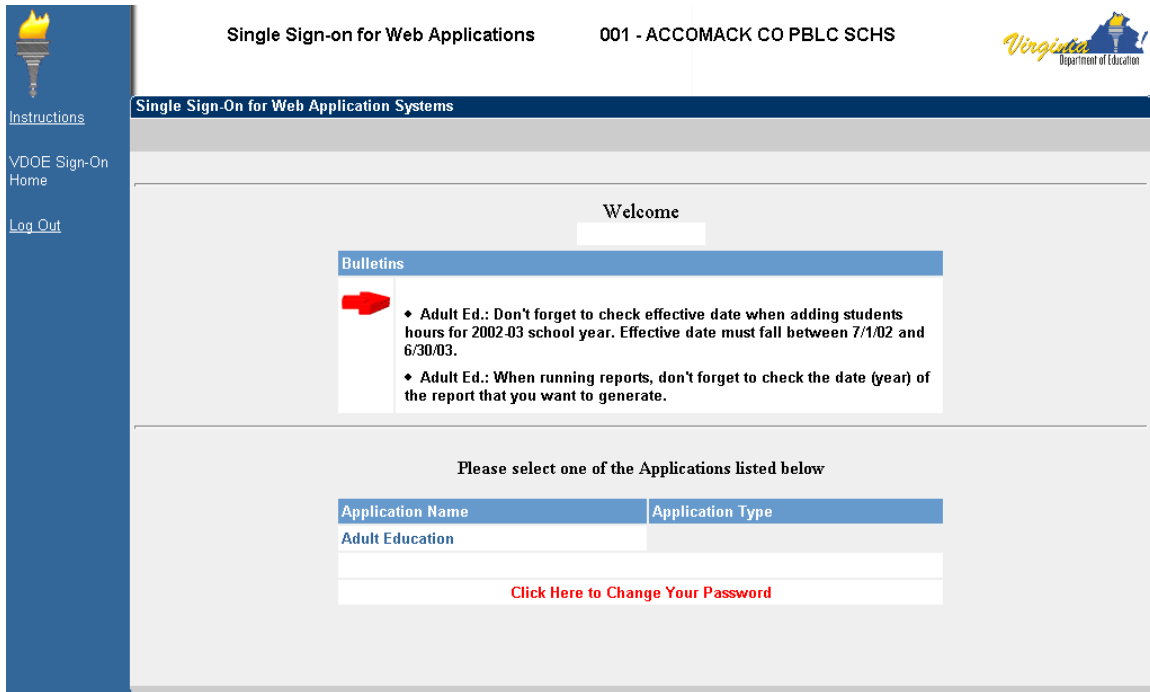 Single Sign-on for Web Applications 001 - ACCOMACK CO PBLC SCHS
Virginia
Department of Education
Instructions
VDOE Sign-On
Home
Log Out
Single Sign-On for Web Application Systems
Welcome
Bulletins
◆ Adult Ed.: Don't forget to check effective date when adding students
hours for 2002-03 school year. Effective date must fall between 7/1/02 and
6/30/03.
◆ Adult Ed.: When running reports, don't forget to check the date (year) of
the report that you want to generate.
Please select one of the Applications listed below
Application Name Application Type
Adult Education
Click Here to Change Your Password